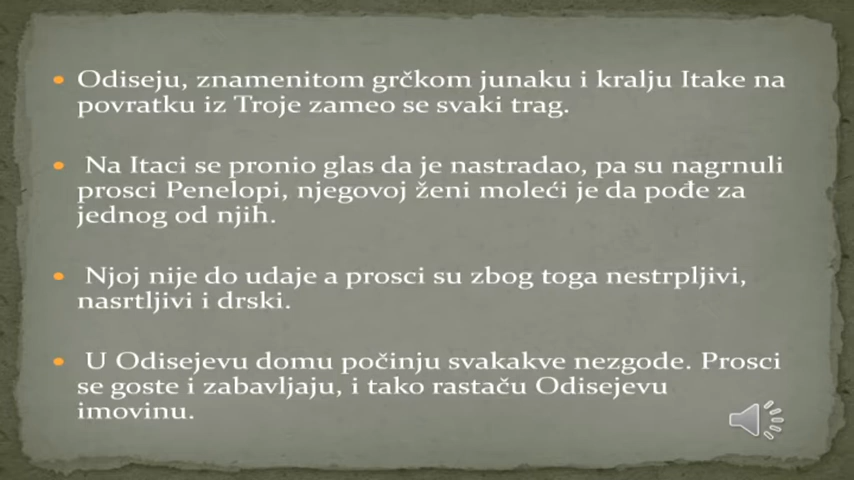 Odiseju, znamenitom grčkom junaku i kralju Itake na
povratku iz Troje zameo se svaki trag.
Na Itaci se pronio glas da je nastradao, pa su nagrnuli
prosci Penelopi, njegovoj ženi moleći je da pođe za
jednog od njih.
Njoj nije do udaje a prosci su zbog toga nestrpljivi,
nasrtljivi i drski.
U Odisejevu domu počinju svakakve nezgode. Prosci
se goste i zabavljaju, i tako rastaču Odisejevu
imovinu.